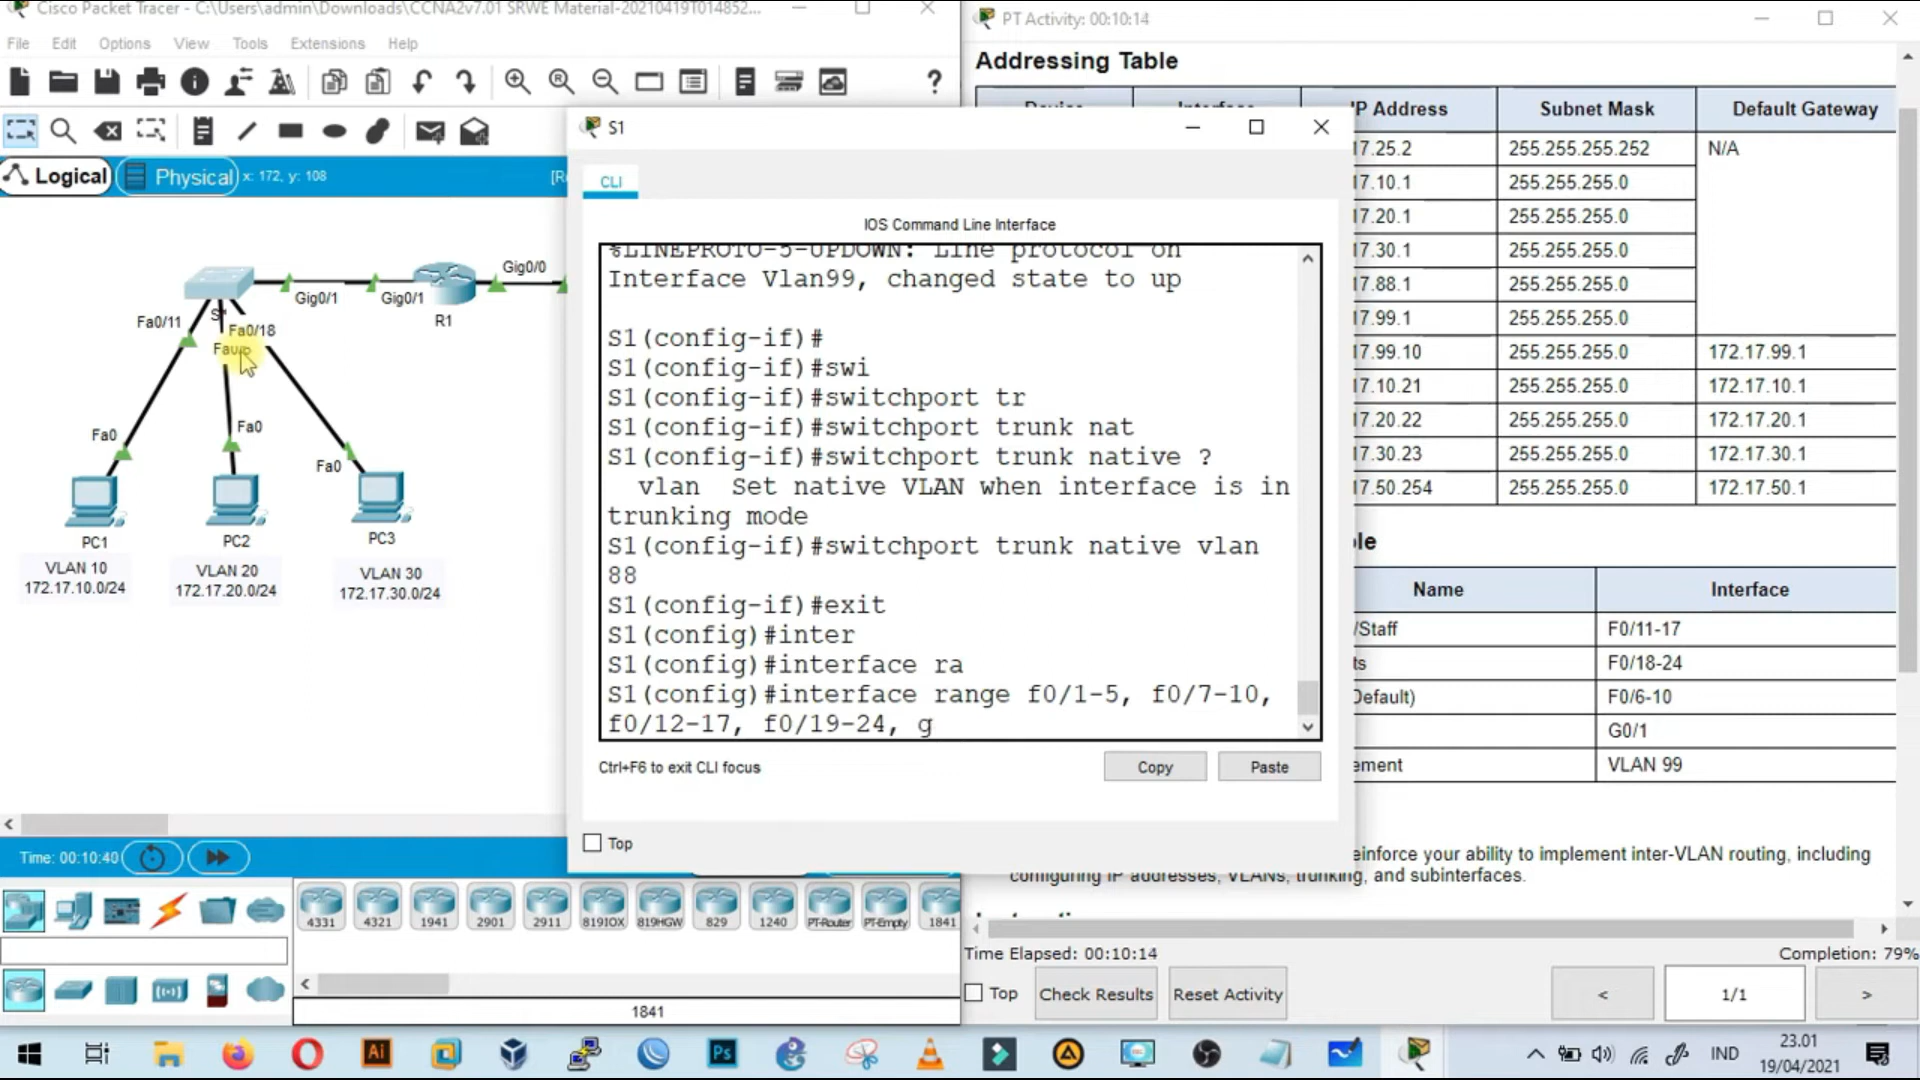 Cisco Packet Tracer - C:\Users\admin\Downloads\CCNA2v7.01 SRWE Material-20210419T014852...
File Edit Options View Tools Extensions Help
Logical
Physical
x: 172, y: 108
Gig0/0
Gig0/1
Gig0/1
R1
Fa0/11
Fa0/18
Fa0
Fa0
Fa0
PC1
PC2
PC3
VLAN 10
172.17.10.0/24
VLAN 20
172.17.20.0/24
VLAN 30
172.17.30.0/24
Time: 00:10:40
4331 4321 1941 2901 2911 819IOX 819HGW 829 1240 PT-Router PT-Empty 1841
1841
S1
CLI
IOS Command Line Interface
%LINEPROTO-5-UPDOWN: Line protocol on
Interface Vlan99, changed state to up
S1(config-if)#
S1(config-if)#swi
S1(config-if)#switchport tr
S1(config-if)#switchport trunk nat
S1(config-if)#switchport trunk native ?
vlan Set native VLAN when interface is in
trunking mode
S1(config-if)#switchport trunk native vlan
88
S1(config-if)#exit
S1(config)#inter
S1(config)#interface ra
S1(config)#interface range f0/1-5, f0/7-10,
f0/12-17, f0/19-24, g
Ctrl+F6 to exit CLI focus
Copy
Paste
Top
PT Activity: 00:10:14
Addressing Table
Device Interface IP Address Subnet Mask Default Gateway
17.25.2 255.255.255.252 N/A
17.10.1 255.255.255.0
17.20.1 255.255.255.0
17.30.1 255.255.255.0
17.88.1 255.255.255.0
17.99.1 255.255.255.0
17.99.10 255.255.255.0 172.17.99.1
17.10.21 255.255.255.0 172.17.10.1
17.20.22 255.255.255.0 172.17.20.1
17.30.23 255.255.255.0 172.17.30.1
17.50.254 255.255.255.0 172.17.50.1
le
Name Interface
/Staff F0/11-17
ts F0/18-24
Default) F0/6-10
G0/1
ement VLAN 99
einforce your ability to implement inter-VLAN routing, including
configuring IP addresses, VLANs, trunking, and subinterfaces.
Time Elapsed: 00:10:14
Completion: 79%
Top
Check Results
Reset Activity
<
1/1
>
IND
23.01
19/04/2021